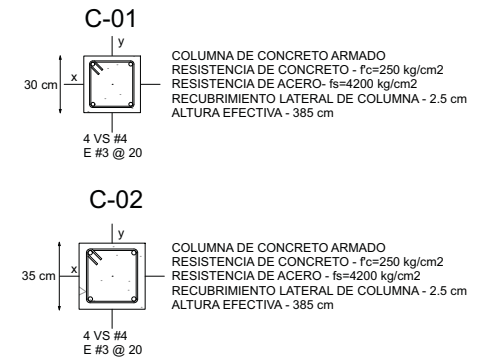 C-01
y
x
30 cm
COLUMNA DE CONCRETO ARMADO
RESISTENCIA DE CONCRETO - f'c=250 kg/cm2
RESISTENCIA DE ACERO- fs=4200 kg/cm2
RECUBRIMIENTO LATERAL DE COLUMNA - 2.5 cm
ALTURA EFECTIVA - 385 cm
4 VS #4
E #3 @ 20
C-02
y
x
35 cm
COLUMNA DE CONCRETO ARMADO
RESISTENCIA DE CONCRETO - f'c=250 kg/cm2
RESISTENCIA DE ACERO - fs=4200 kg/cm2
RECUBRIMIENTO LATERAL DE COLUMNA - 2.5 cm
ALTURA EFECTIVA - 385 cm
4 VS #4
E #3 @ 20